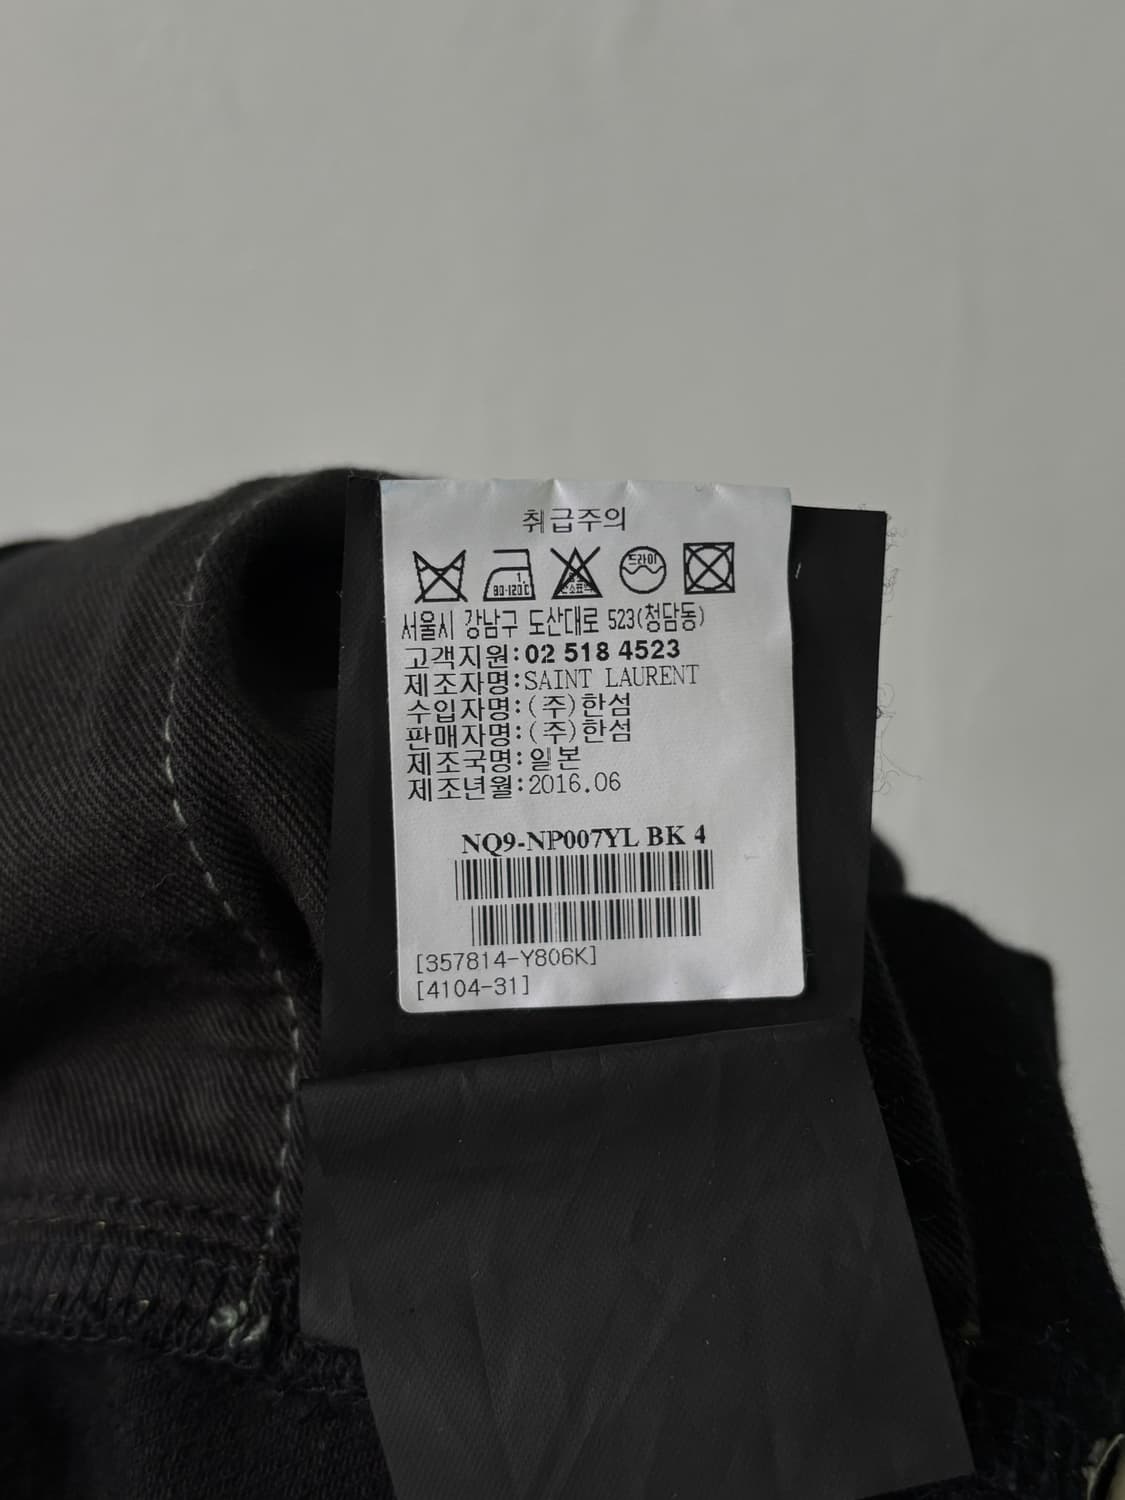 취급주의
1.
80-120℃
드라이
서울시 강남구 도산대로 523(청담동)
고객지원:02 518 4523
제조자명:SAINT LAURENT
수입자명:(주)한섬
판매자명:(주)한섬
제조국명:일본
제조년월:2016.06
NQ9-NP007YL BK 4
[357814-Y806K]
[4104-31]